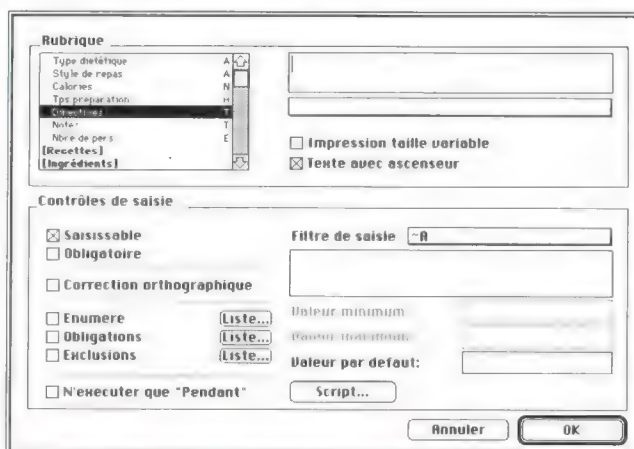 Rubrique
Type diététique A
Style de repas A
Calories N
Tps préparation H
Directives T
Notes T
Nbre de pers E
[Recettes]
[Ingrédients]
Impression taille variable
Texte avec ascenseur
Contrôles de saisie
Saisissable
Filtre de saisie ~A
Obligatoire
Correction orthographique
Enumere Liste...
Valeur minimum
Obligations Liste...
Exclusions Liste...
Valeur par defaut:
N'executer que "Pendant"
Script...
Annuler
OK